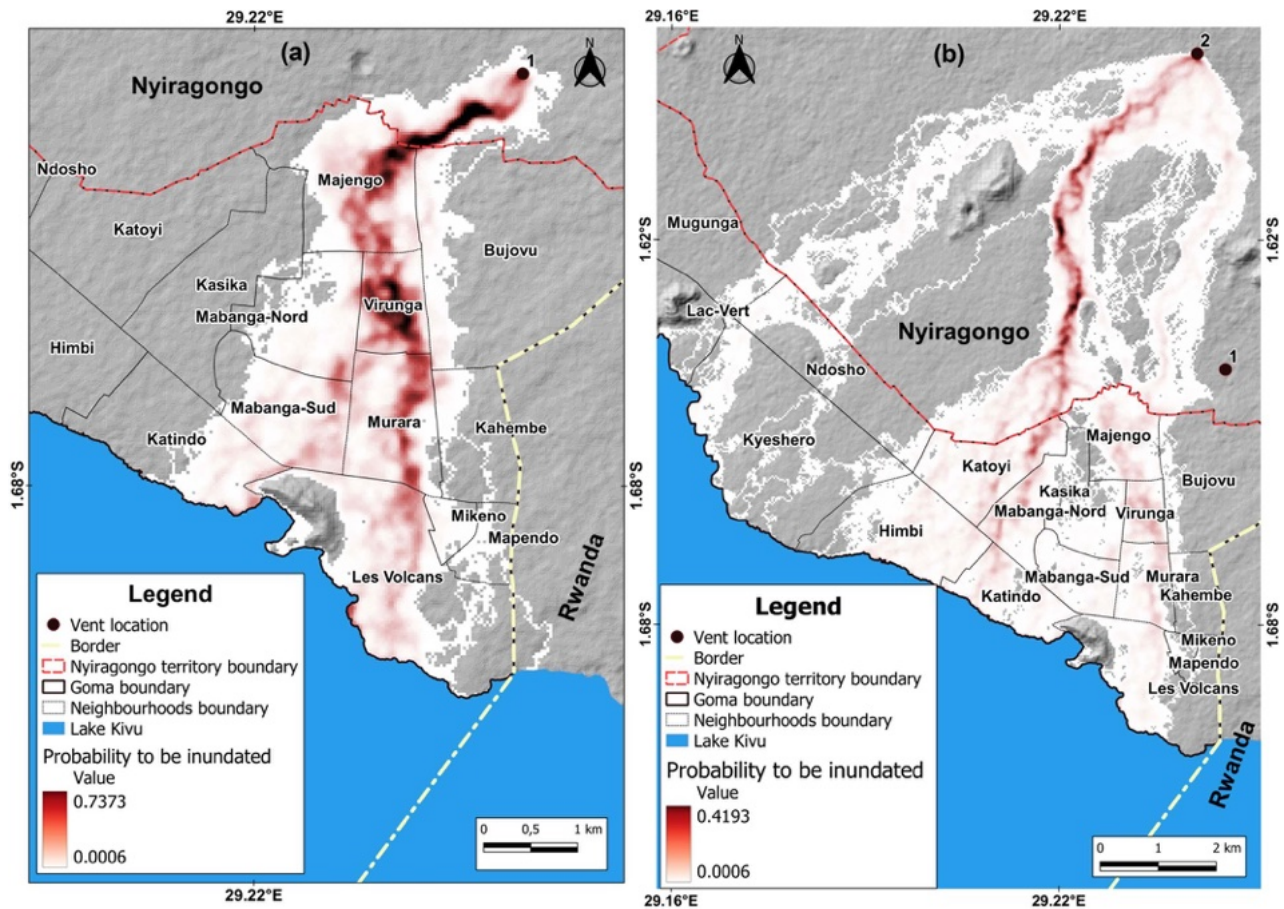 29.22°E
(a)
N
1
Nyiragongo
Ndosho
Majengo
Katoyi
Bujovu
Kasika
Virunga
Mabanga-Nord
Himbi
Mabanga-Sud
Murara
Kahembe
Katindo
1.68°S
Mikeno
Mapendo
Les Volcans
Rwanda
Legend
Vent location
Border
Nyiragongo territory boundary
Goma boundary
Neighbourhoods boundary
Lake Kivu
Probability to be inundated
Value
0.7373
0.0006
0 0,5 1 km
29.22°E
29.16°E
29.22°E
(b)
N
2
Mugunga
1.62°S
1.62°S
Lac-Vert
Nyiragongo
Ndosho
1
Kyeshero
Majengo
Katoyi
Bujovu
Kasika
Mabanga-Nord
Virunga
Himbi
Mabanga-Sud
Murara
Katindo
Kahembe
1.68°S
1.68°S
Mikeno
Mapendo
Les Volcans
Rwanda
Legend
Vent location
Border
Nyiragongo territory boundary
Goma boundary
Neighbourhoods boundary
Lake Kivu
Probability to be inundated
Value
0.4193
0.0006
0 1 2 km
29.16°E
29.22°E